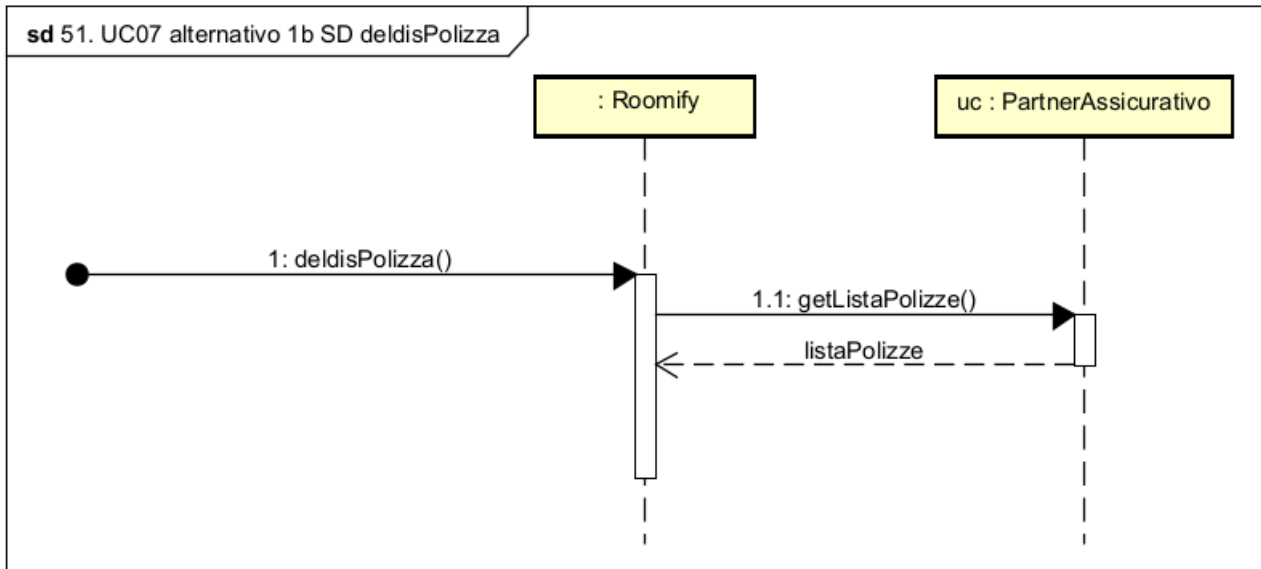 sd 51. UC07 alternativo 1b SD deldisPolizza
: Roomify
uc : PartnerAssicurativo
1: deldisPolizza()
1.1: getListaPolizze()
listaPolizze